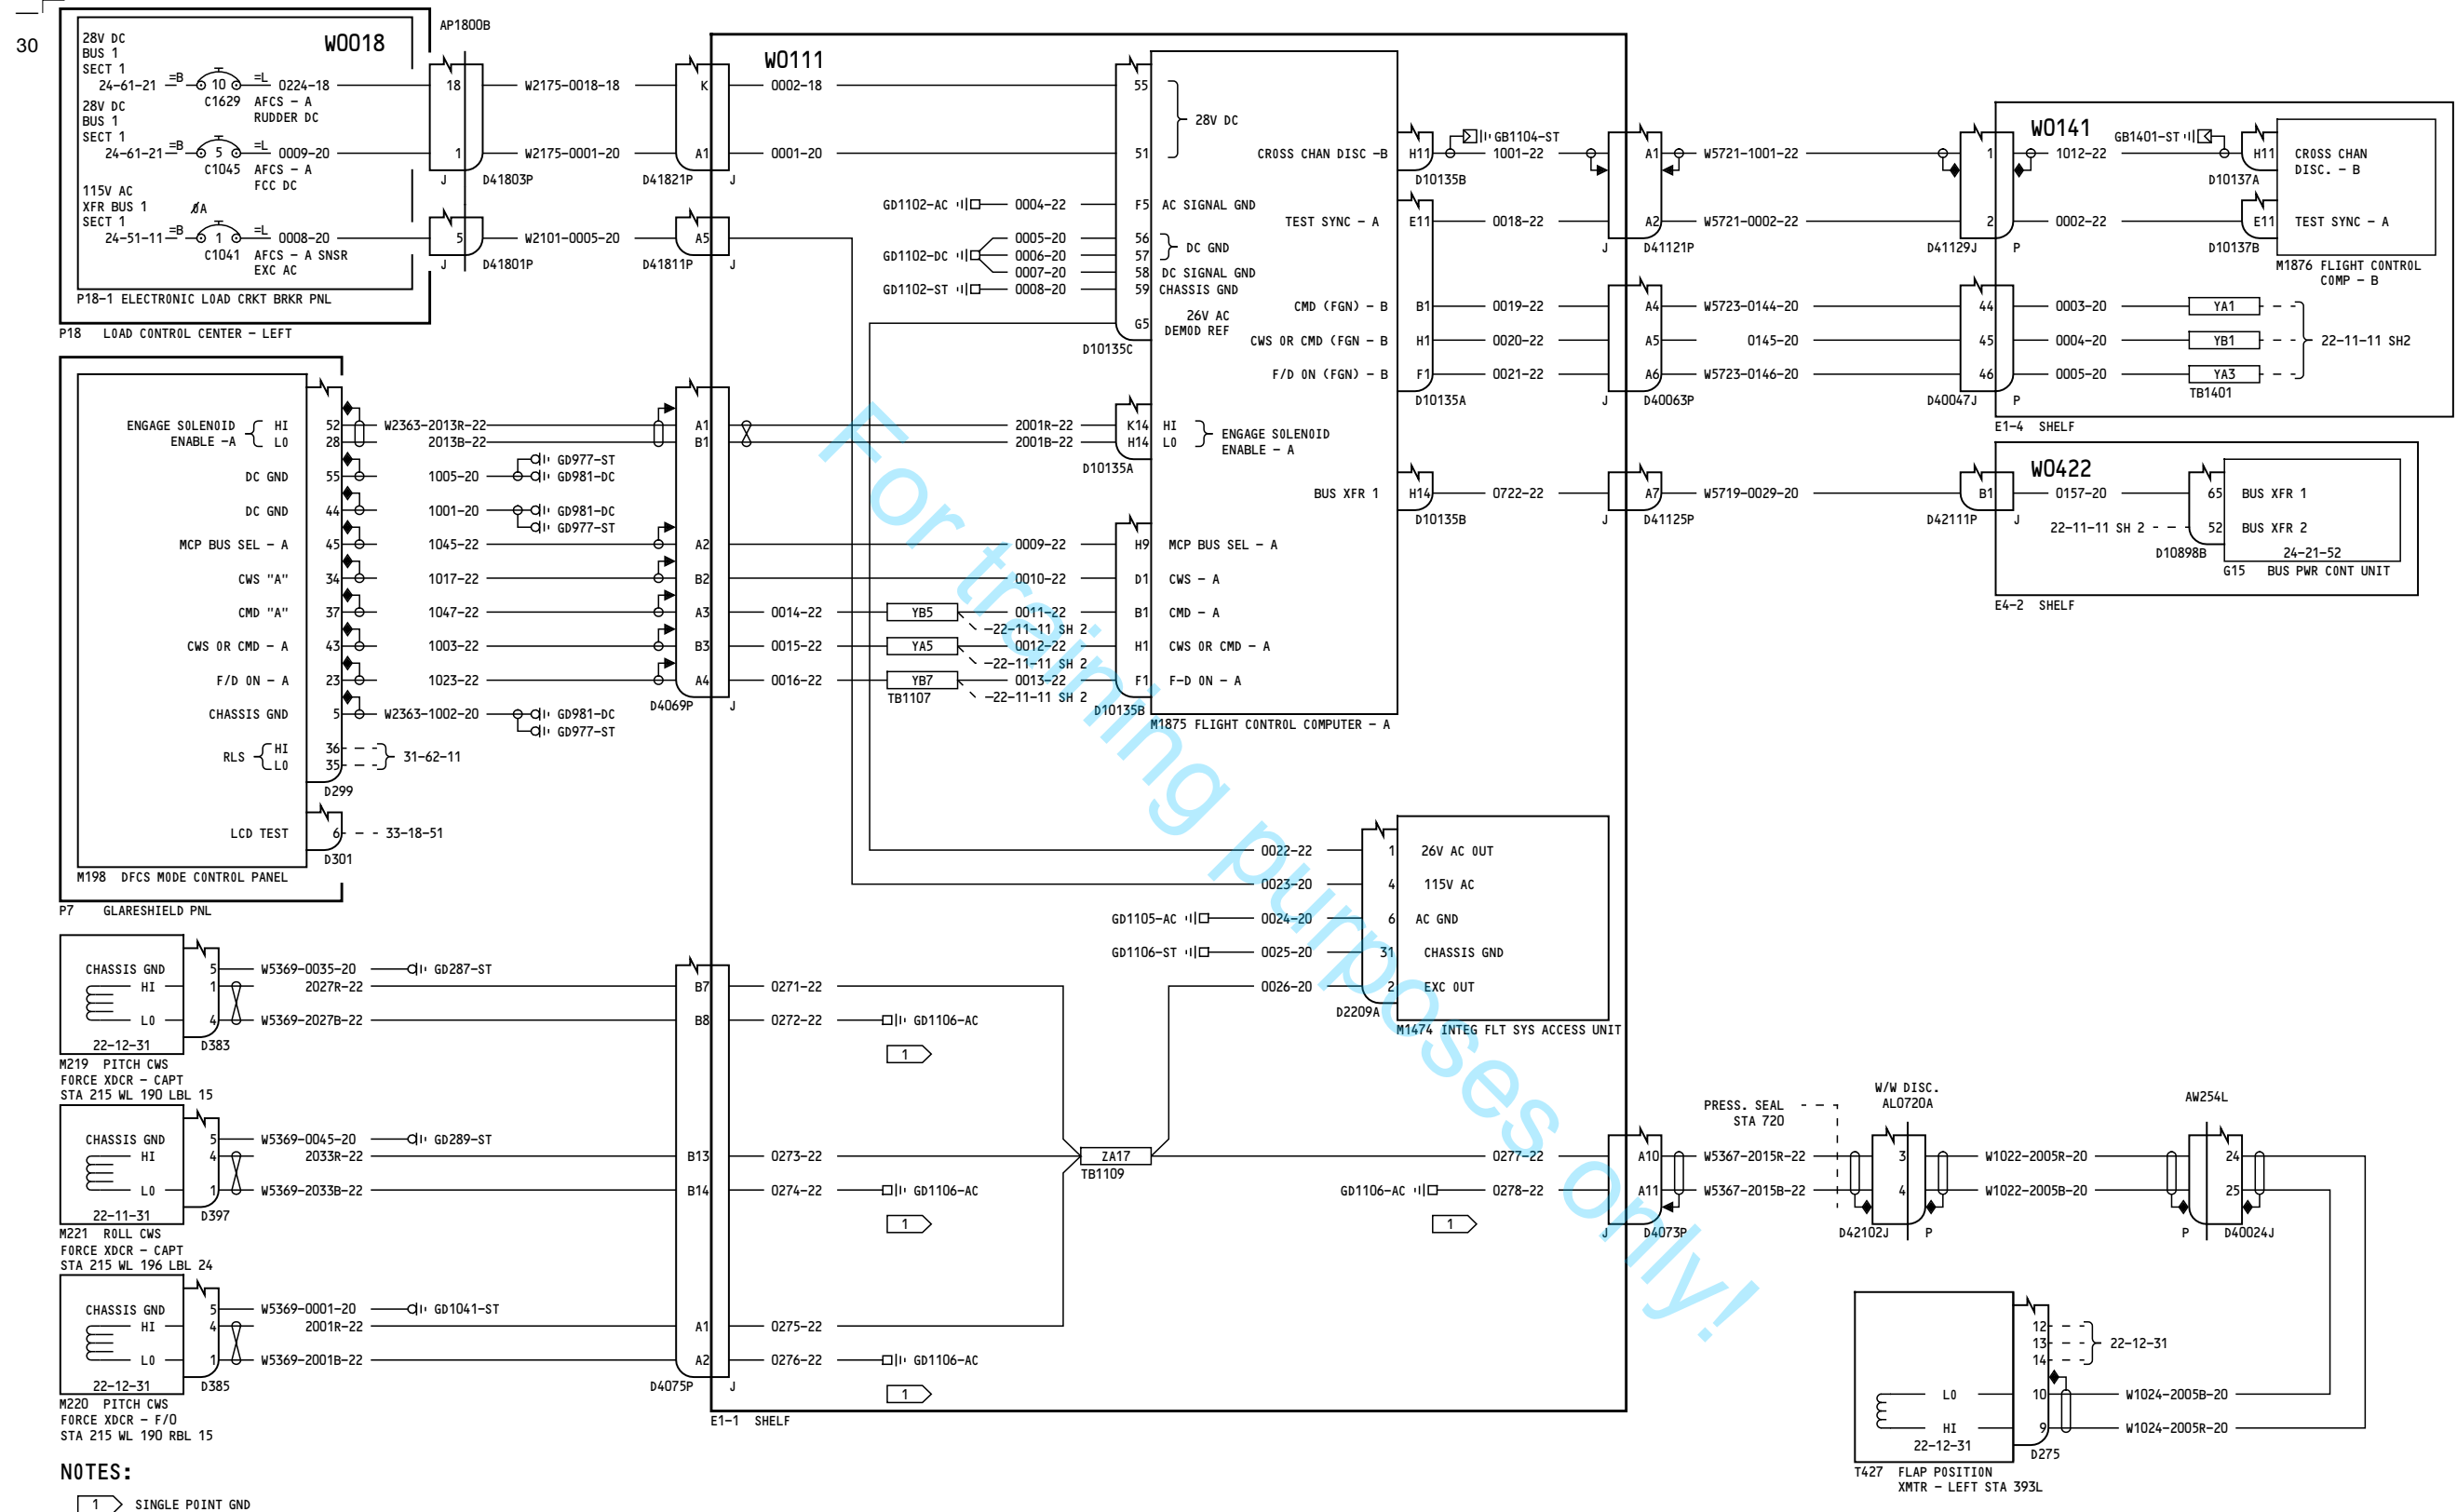 30
28V DC
BUS 1
SECT 1
W0018
AP1800B
24-61-21 =B 10 =L 0224-18
C1629 AFCS - A
RUDDER DC
28V DC
BUS 1
SECT 1
24-61-21 =B 5 =L 0009-20
C1045 AFCS - A
FCC DC
115V AC
XFR BUS 1 ØA
SECT 1
24-51-11 =B 1 =L 0008-20
C1041 AFCS - A SNSR
EXC AC
P18-1 ELECTRONIC LOAD CRKT BRKR PNL
P18 LOAD CONTROL CENTER - LEFT
18 W2175-0018-18 K 0002-18 55
1 W2175-0001-20 A1 0001-20 51
J D41803P D41821P J
5 W2101-0005-20 A5
J D41801P D41811P J
W0111
28V DC
GD1102-AC 0004-22 F5 AC SIGNAL GND
0005-20 56
GD1102-DC 0006-20 57 DC GND
0007-20 58 DC SIGNAL GND
GD1102-ST 0008-20 59 CHASSIS GND
G5 26V AC
DEMOD REF
D10135C
CROSS CHAN DISC -B H11 GB1104-ST
1001-22 A1 W5721-1001-22 1 1012-22
D10135B
TEST SYNC - A E11 0018-22 A2 W5721-0002-22 2 0002-22
J D41121P D41129J P
W0141
GB1401-ST H11 CROSS CHAN
DISC. - B
D10137A
E11 TEST SYNC - A
D10137B
M1876 FLIGHT CONTROL
COMP - B
CMD (FGN) - B B1 0019-22 A4 W5723-0144-20 44 0003-20 YA1
CWS OR CMD (FGN - B H1 0020-22 A5 0145-20 45 0004-20 YB1 22-11-11 SH2
F/D ON (FGN) - B F1 0021-22 A6 W5723-0146-20 46 0005-20 YA3
D10135A J D40063P D40047J P TB1401
E1-4 SHELF
ENGAGE SOLENOID HI 52 W2363-2013R-22 A1 2001R-22 K14 HI
ENABLE -A LO 28 2013B-22 B1 2001B-22 H14 LO
ENGAGE SOLENOID
ENABLE - A
D10135A
GD977-ST
DC GND 55 1005-20 GD981-DC
DC GND 44 1001-20 GD981-DC
GD977-ST
BUS XFR 1 H14 0722-22 A7 W5719-0029-20 B1 0157-20 65 BUS XFR 1
D10135B J D41125P D42111P J
W0422
22-11-11 SH 2 52 BUS XFR 2
D10898B 24-21-52
G15 BUS PWR CONT UNIT
E4-2 SHELF
MCP BUS SEL - A 45 1045-22 A2 0009-22 H9 MCP BUS SEL - A
CWS "A" 34 1017-22 B2 0010-22 D1 CWS - A
CMD "A" 37 1047-22 A3 0014-22 YB5 0011-22 B1 CMD - A
22-11-11 SH 2
CWS OR CMD - A 43 1003-22 B3 0015-22 YA5 0012-22 H1 CWS OR CMD - A
22-11-11 SH 2
F/D ON - A 23 1023-22 A4 0016-22 YB7 0013-22 F1 F-D ON - A
TB1107 22-11-11 SH 2
D4069P J D10135B
M1875 FLIGHT CONTROL COMPUTER - A
CHASSIS GND 5 W2363-1002-20 GD981-DC
GD977-ST
RLS HI 36
LO 35 31-62-11
D299
LCD TEST 6 33-18-51
D301
M198 DFCS MODE CONTROL PANEL
P7 GLARESHIELD PNL
0022-22 1 26V AC OUT
0023-20 4 115V AC
GD1105-AC 0024-20 6 AC GND
GD1106-ST 0025-20 31 CHASSIS GND
0026-20 2 EXC OUT
D2209A
M1474 INTEG FLT SYS ACCESS UNIT
CHASSIS GND 5 W5369-0035-20 GD287-ST
HI 1 2027R-22 B7 0271-22
LO 4 W5369-2027B-22 B8 0272-22 GD1106-AC
22-12-31 D383
1
M219 PITCH CWS
FORCE XDCR - CAPT
STA 215 WL 190 LBL 15
CHASSIS GND 5 W5369-0045-20 GD289-ST
HI 4 2033R-22 B13 0273-22 ZA17 0277-22 A10 W5367-2015R-22 3 W1022-2005R-20 24
TB1109
LO 1 W5369-2033B-22 B14 0274-22 GD1106-AC GD1106-AC 0278-22 A11 W5367-2015B-22 4 W1022-2005B-20 25
22-11-31 D397
1
1
J D4073P D42102J P P D40024J
PRESS. SEAL
STA 720
W/W DISC.
AL0720A
AW254L
M221 ROLL CWS
FORCE XDCR - CAPT
STA 215 WL 196 LBL 24
CHASSIS GND 5 W5369-0001-20 GD1041-ST
HI 4 2001R-22 A1 0275-22
LO 1 W5369-2001B-22 A2 0276-22 GD1106-AC
22-12-31 D385 D4075P J
1
M220 PITCH CWS
FORCE XDCR - F/O
STA 215 WL 190 RBL 15
E1-1 SHELF
12
13 22-12-31
14
LO 10 W1024-2005B-20
HI 9 W1024-2005R-20
22-12-31
D275
T427 FLAP POSITION
XMTR - LEFT STA 393L
NOTES:
1 SINGLE POINT GND
For training purposes only!